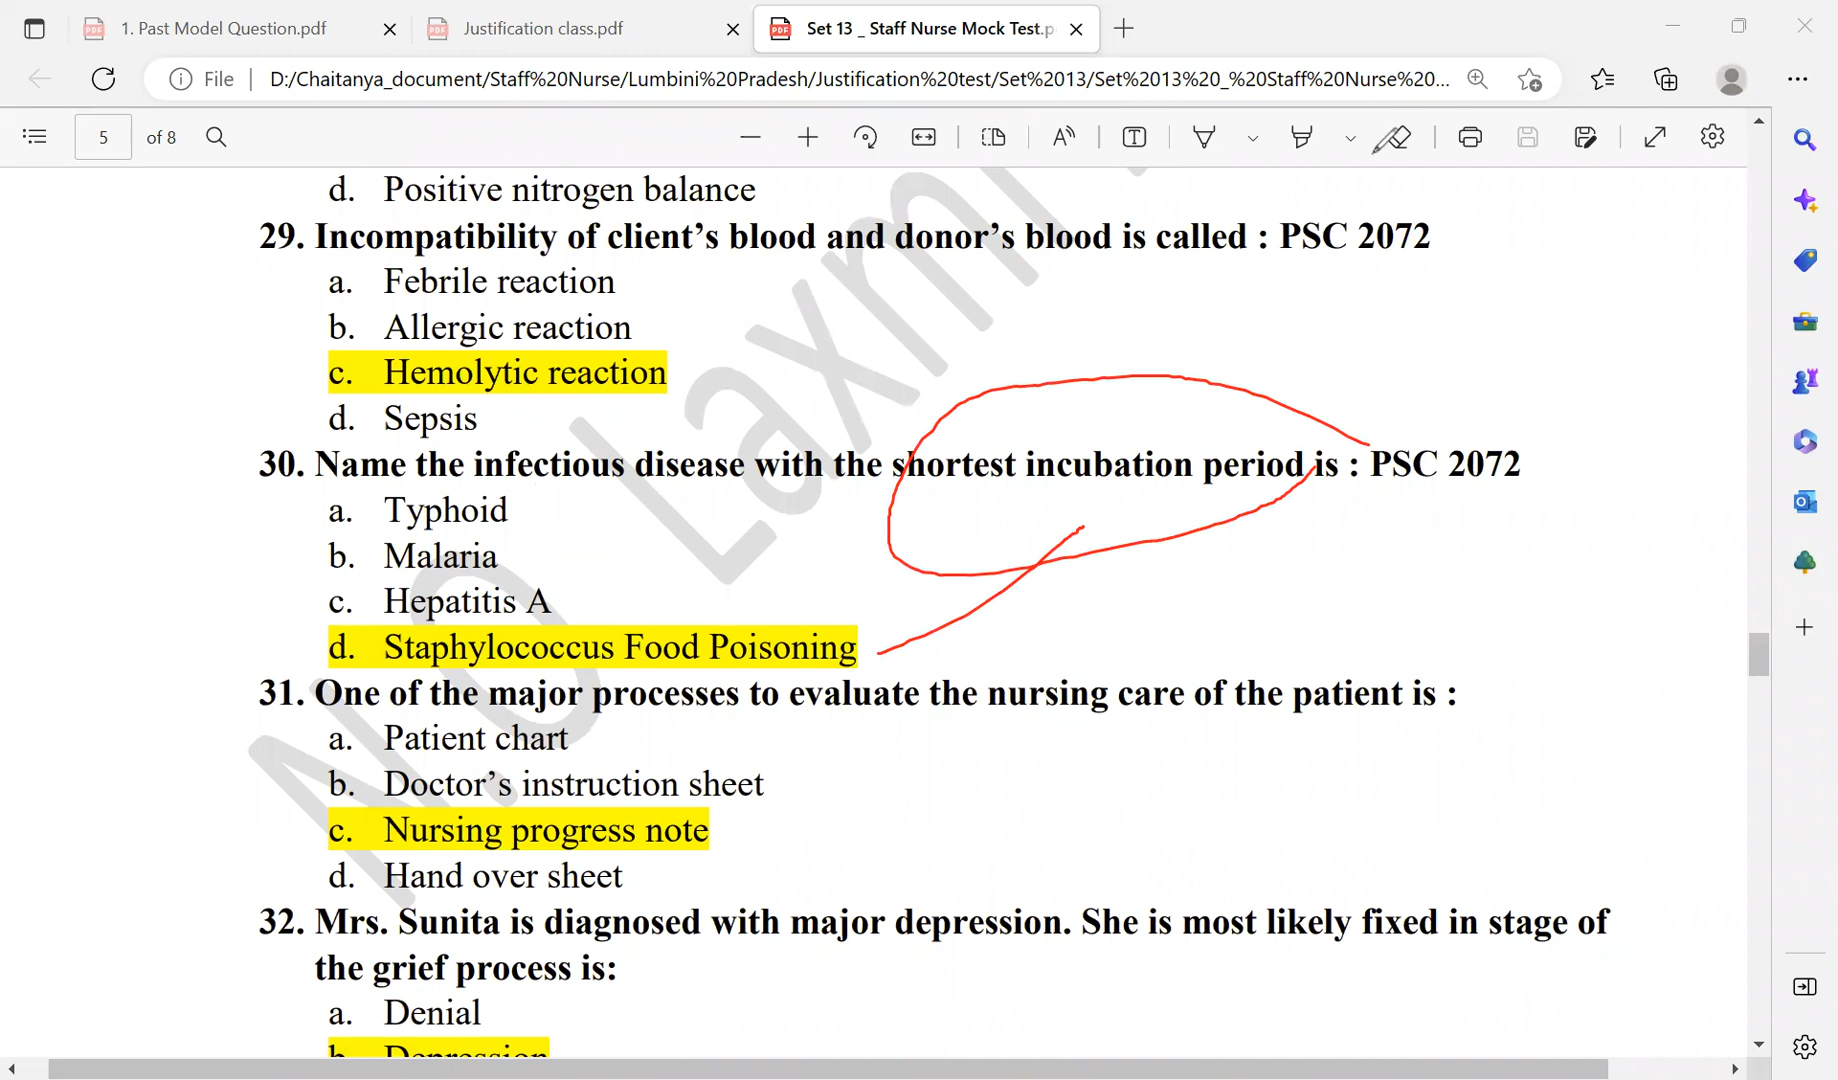 1. Past Model Question.pdf
Justification class.pdf
Set 13 _ Staff Nurse Mock Test.p
File
D:/Chaitanya_document/Staff%20Nurse/Lumbini%20Pradesh/Justification%20test/Set%2013/Set%2013%20_%20Staff%20Nurse%20...
5 of 8
d. Positive nitrogen balance
29. Incompatibility of client’s blood and donor’s blood is called : PSC 2072
a. Febrile reaction
b. Allergic reaction
c. Hemolytic reaction
d. Sepsis
30. Name the infectious disease with the shortest incubation period is : PSC 2072
a. Typhoid
b. Malaria
c. Hepatitis A
d. Staphylococcus Food Poisoning
31. One of the major processes to evaluate the nursing care of the patient is :
a. Patient chart
b. Doctor’s instruction sheet
c. Nursing progress note
d. Hand over sheet
32. Mrs. Sunita is diagnosed with major depression. She is most likely fixed in stage of
the grief process is:
a. Denial
b. Depression